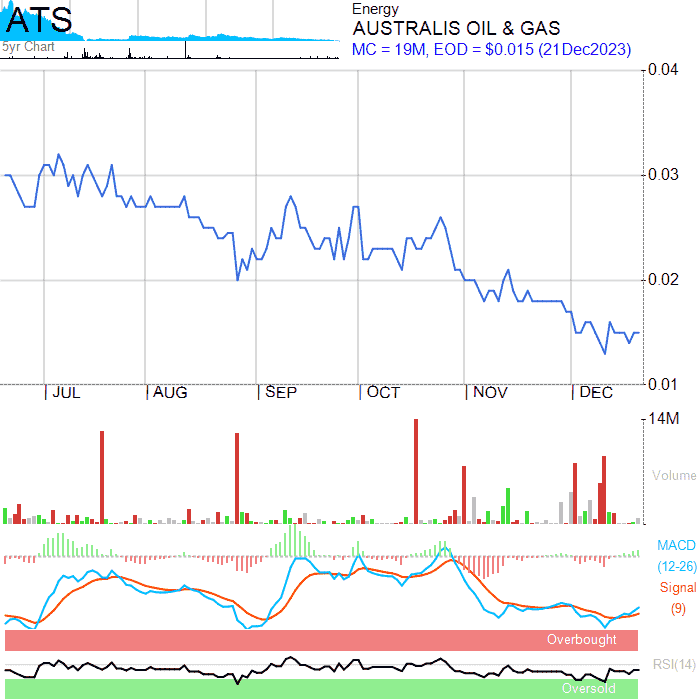 ATS
5yr Chart
Energy
AUSTRALIS OIL & GAS
MC = 19M, EOD = $0.015 (21Dec2023)
0.04
0.03
0.02
0.01
JUL AUG SEP OCT NOV DEC
14M
Volume
MACD
(12-26)
Signal
(9)
Overbought
RSI(14)
Oversold